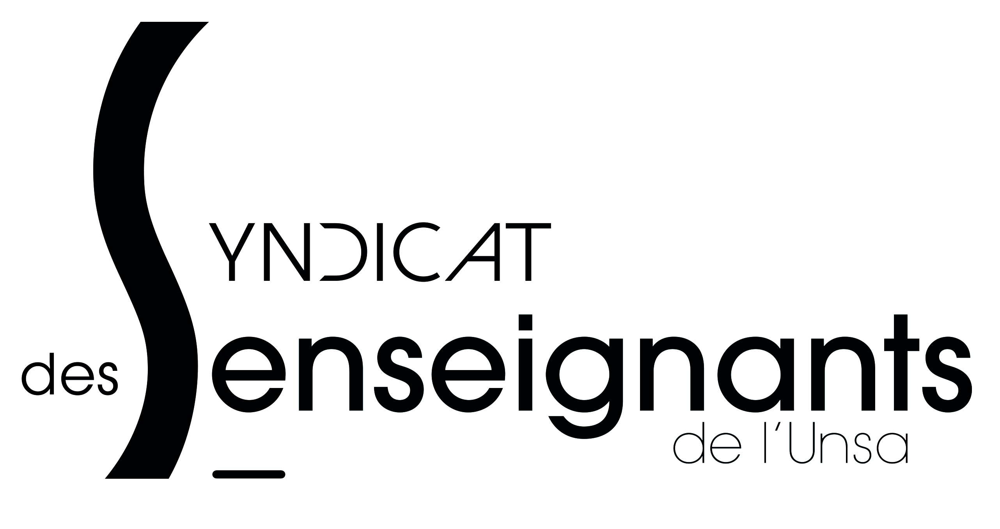 SYNDICAT
des enseignants
de l'Unsa